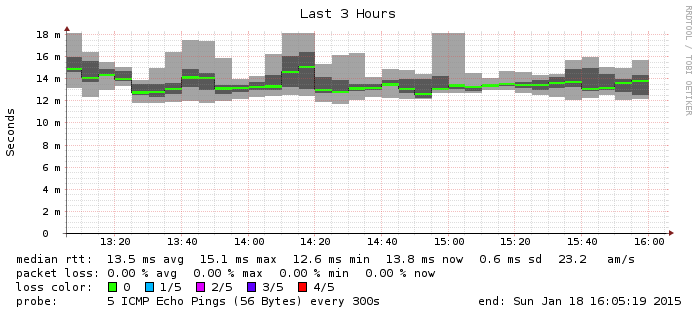 Last 3 Hours
RRDTOOL / TOBI OETIKER
Seconds
18 m
16 m
14 m
12 m
10 m
8 m
6 m
4 m
2 m
0
13:20 13:40 14:00 14:20 14:40 15:00 15:20 15:40 16:00
median rtt: 13.5 ms avg 15.1 ms max 12.6 ms min 13.8 ms now 0.6 ms sd 23.2 am/s
packet loss: 0.00 % avg 0.00 % max 0.00 % min 0.00 % now
loss color: 0 1/5 2/5 3/5 4/5
probe: 5 ICMP Echo Pings (56 Bytes) every 300s end: Sun Jan 18 16:05:19 2015